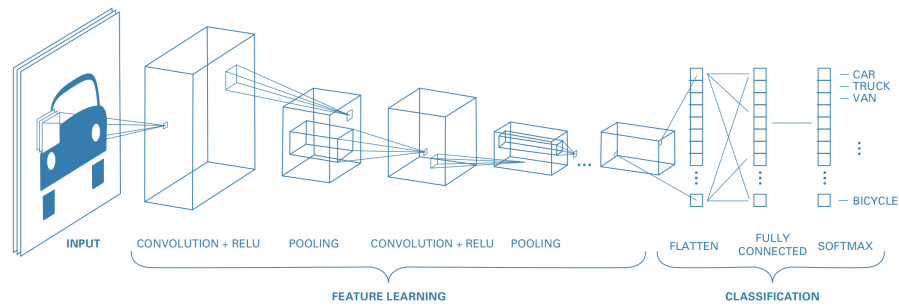 — CAR
— TRUCK
— VAN
— BICYCLE
INPUT
CONVOLUTION + RELU
POOLING
CONVOLUTION + RELU
POOLING
FLATTEN
FULLY
CONNECTED
SOFTMAX
FEATURE LEARNING
CLASSIFICATION